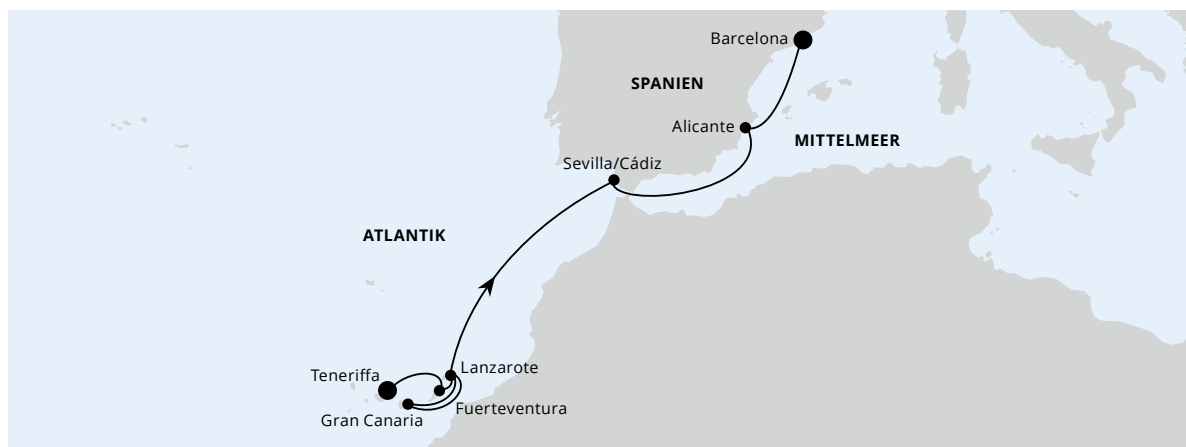 Barcelona
SPANIEN
Alicante
MITTELMEER
Sevilla/Cádiz
ATLANTIK
Lanzarote
Teneriffa
Fuerteventura
Gran Canaria